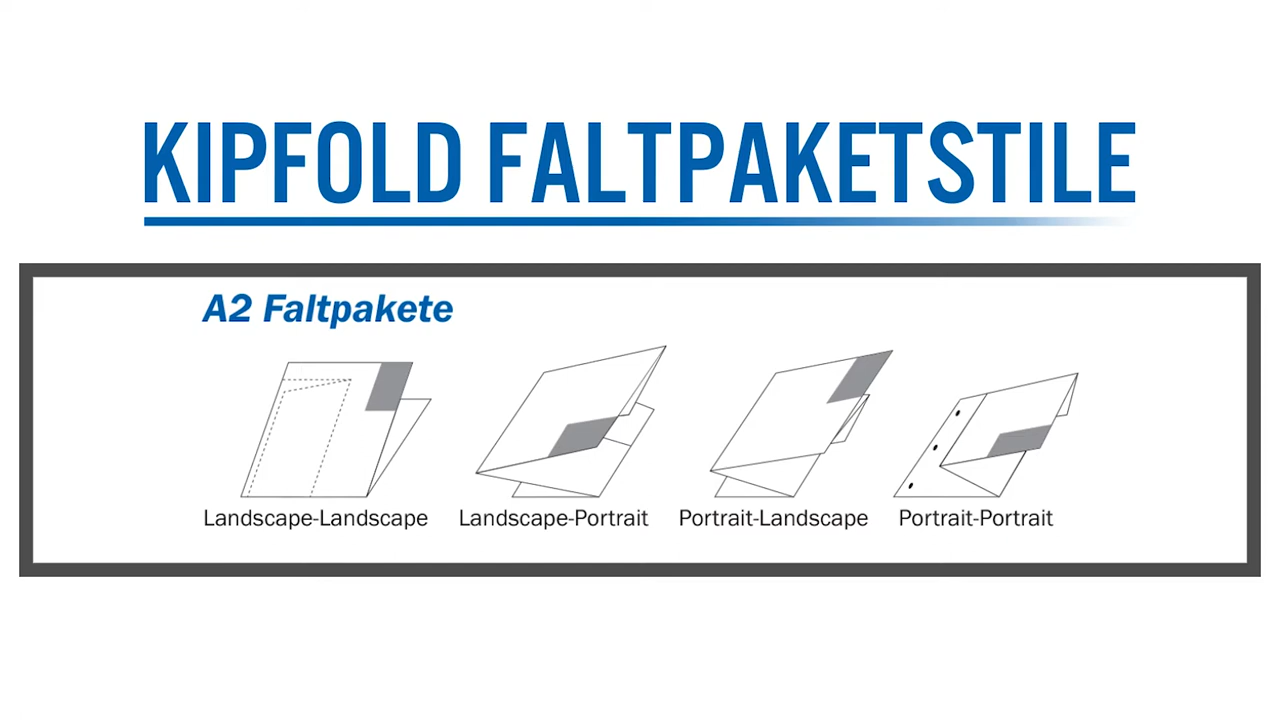 KIPFOLD FALTPAKETSTILE
A2 Faltpakete
Landscape-Landscape
Landscape-Portrait
Portrait-Landscape
Portrait-Portrait